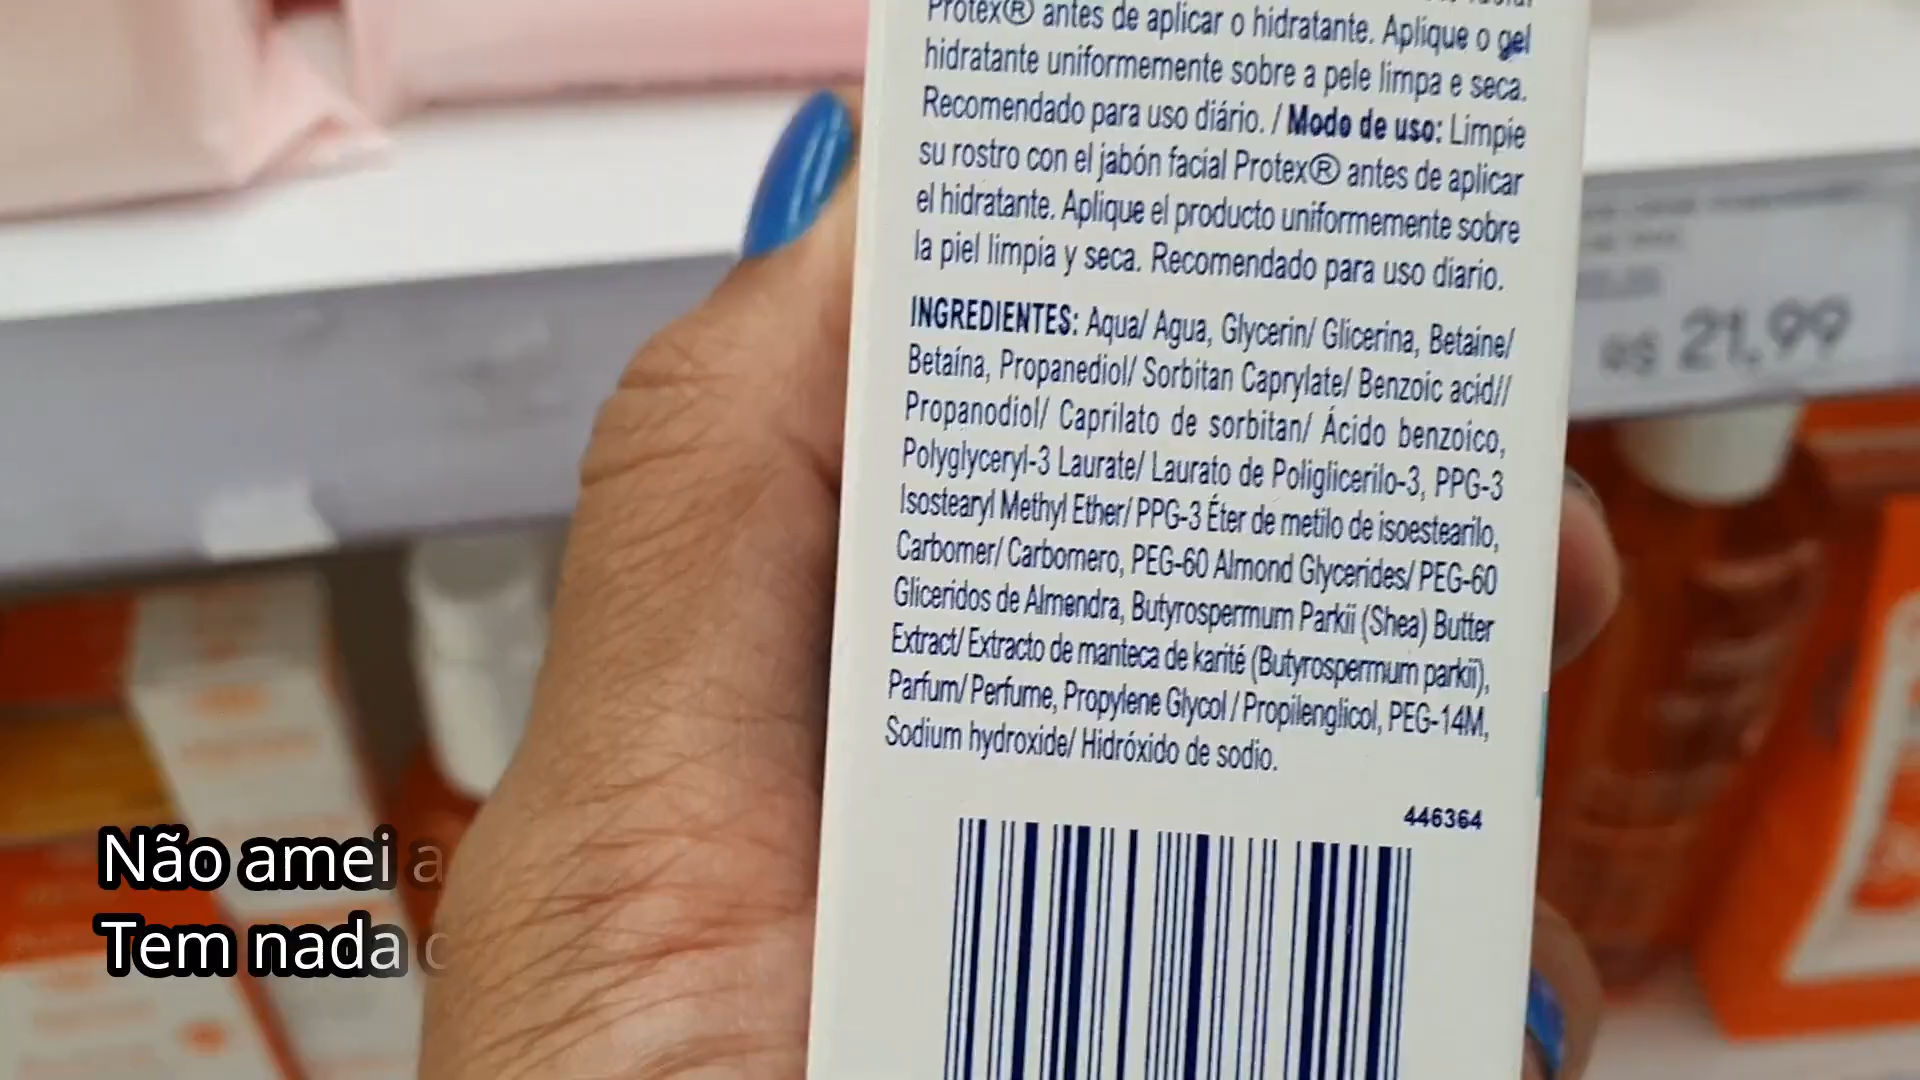 Protex® antes de aplicar o hidratante. Aplique o gel
hidratante uniformemente sobre a pele limpa e seca.
Recomendado para uso diário. / Modo de uso: Limpie
su rostro con el jabón facial Protex® antes de aplicar
el hidratante. Aplique el producto uniformemente sobre
la piel limpia y seca. Recomendado para uso diario.
INGREDIENTES: Aqua/ Agua, Glycerin/ Glicerina, Betaine/
Betaína, Propanediol/ Sorbitan Caprylate/ Benzoic acid//
Propanodiol/ Caprilato de sorbitan/ Ácido benzoico,
Polyglyceryl-3 Laurate/ Laurato de Poliglicerilo-3, PPG-3
Isostearyl Methyl Ether/ PPG-3 Éter de metilo de isoestearilo,
Carbomer/ Carbomero, PEG-60 Almond Glycerides/ PEG-60
Gliceridos de Almendra, Butyrospermum Parkii (Shea) Butter
Extract/ Extracto de manteca de karité (Butyrospermum parkii),
Parfum/ Perfume, Propylene Glycol / Propilenglicol, PEG-14M,
Sodium hydroxide/ Hidróxido de sodio.
446364
R$ 21,99
Não amei a
Tem nada